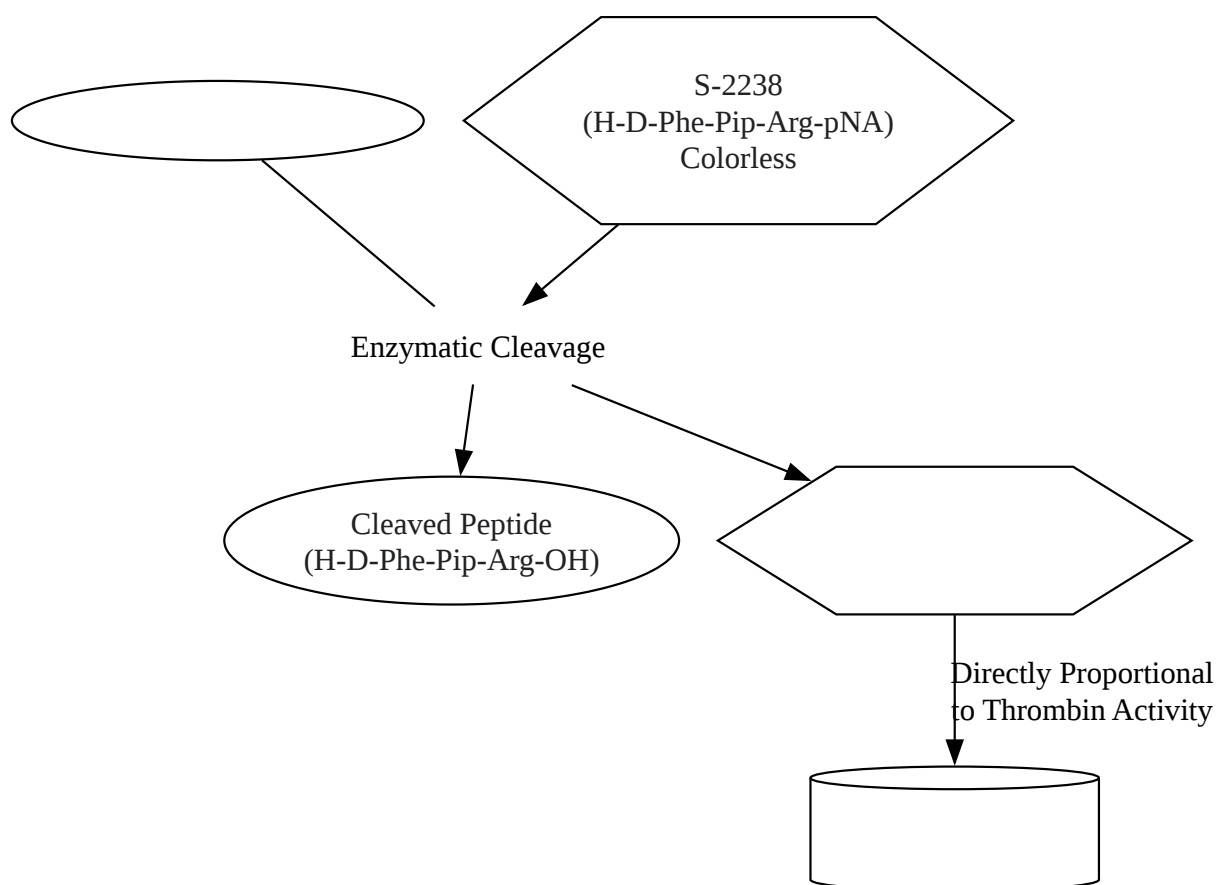 S-2238
(H-D-Phe-Pip-Arg-pNA)
Colorless
Enzymatic Cleavage
Cleaved Peptide
(H-D-Phe-Pip-Arg-OH)
Directly Proportional
to Thrombin Activity